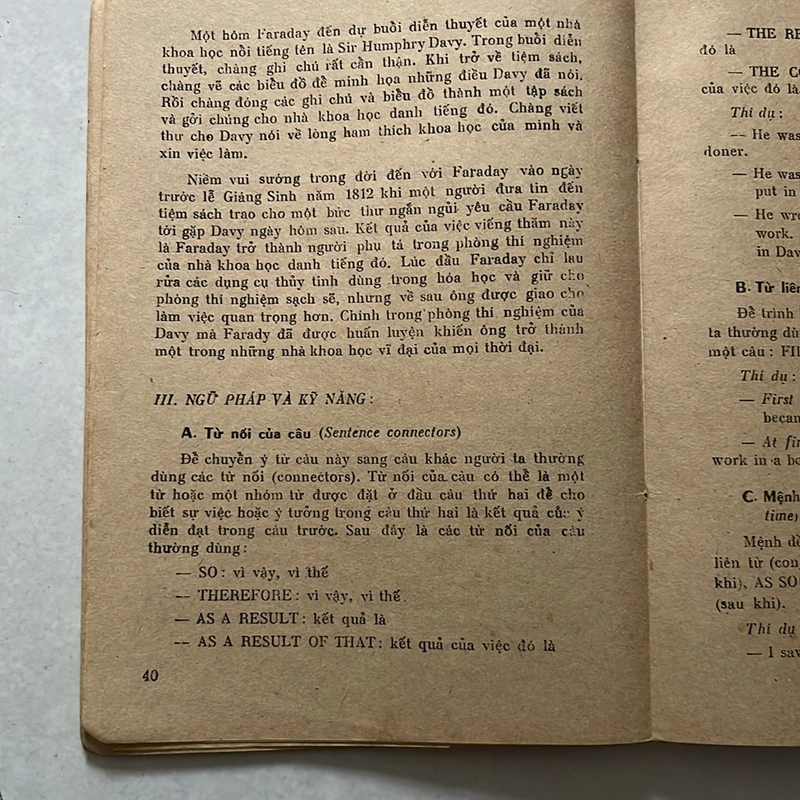 Một hôm Faraday đến dự buổi diễn thuyết của một nhà
khoa học nổi tiếng tên là Sir Humphry Davy. Trong buổi diễn
thuyết, chàng ghi chú rất cẩn thận. Khi trở về tiệm sách,
chàng vẽ các biểu đồ để minh họa những điều Davy đã nói.
Rồi chàng đóng các ghi chú và biểu đồ thành một tập sách
và gởi chúng cho nhà khoa học danh tiếng đó. Chàng viết
thư cho Davy nói về lòng ham thích khoa học của mình và
xin việc làm.
Niềm vui sướng trong đời đến với Faraday vào ngày
trước lễ Giáng Sinh năm 1812 khi một người đưa tin đến
tiệm sách trao cho một bức thư ngắn ngủi yêu cầu Faraday
tới gặp Davy ngày hôm sau. Kết quả của việc viếng thăm này
là Faraday trở thành người phụ tá trong phòng thí nghiệm
của nhà khoa học danh tiếng đó. Lúc đầu Faraday chỉ lau
rửa các dụng cụ thủy tinh dùng trong hóa học và giữ cho
phòng thí nghiệm sạch sẽ, nhưng về sau ông được giao cho
làm việc quan trọng hơn. Chính trong phòng thí nghiệm của
Davy mà Farady đã được huấn luyện khiến ông trở thành
một trong những nhà khoa học vĩ đại của mọi thời đại.
III. NGỮ PHÁP VÀ KỸ NĂNG:
A. Từ nối của câu (Sentence connectors)
Để chuyển ý từ câu này sang câu khác người ta thường
dùng các từ nối (connectors). Từ nối của câu có thể là một
từ hoặc một nhóm từ được đặt ở đầu câu thứ hai để cho
biết sự việc hoặc ý tưởng trong câu thứ hai là kết quả của ý
diễn đạt trong câu trước. Sau đây là các từ nối của câu
thường dùng:
— SO: vì vậy, vì thế
— THEREFORE: vì vậy, vì thế.
— AS A RESULT: kết quả là
— AS A RESULT OF THAT: kết quả của việc đó là
40
— THE RE
đó là
— THE CO
của việc đó là
Thí dụ:
— He was
doner.
— He was
put in
— He wro
work.
in Dav
B. Từ liên
Để trình
ta thường dù
một câu: FI
Thí dụ:
— First
becan
— At fir
work in a bo
C. Mệnh
time)
Mệnh đề
liên từ (con
khi), AS SO
(sau khi).
Thí dụ
— I saw